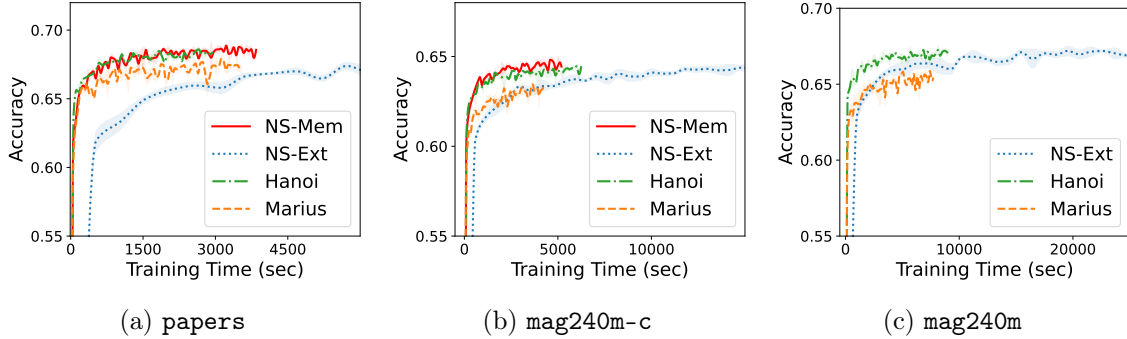 Accuracy
0.70
0.65
0.60
0.55
NS-Mem
NS-Ext
Hanoi
Marius
0
1500
3000
4500
Training Time (sec)
(a) papers
Accuracy
0.65
0.60
0.55
NS-Mem
NS-Ext
Hanoi
Marius
0
5000
10000
Training Time (sec)
(b) mag240m-c
Accuracy
0.70
0.65
0.60
0.55
NS-Ext
Hanoi
Marius
0
10000
20000
Training Time (sec)
(c) mag240m